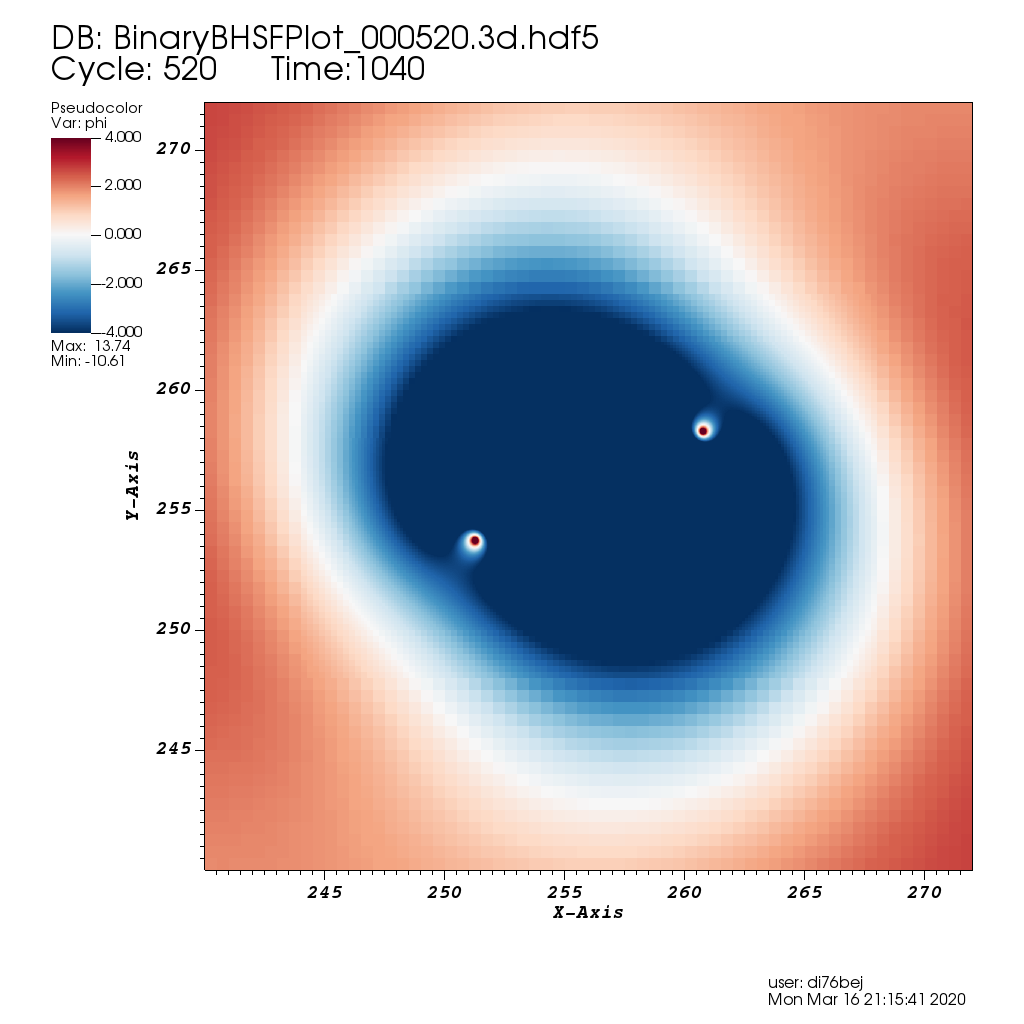 DB: BinaryBHSFPlot_000520.3d.hdf5
Cycle: 520 Time:1040
Pseudocolor
Var: phi
4.000
2.000
0.000
-2.000
-4.000
Max: 13.74
Min: -10.61
270
265
260
255
250
245
Y-Axis
245 250 255 260 265 270
X-Axis
user: di76bej
Mon Mar 16 21:15:41 2020